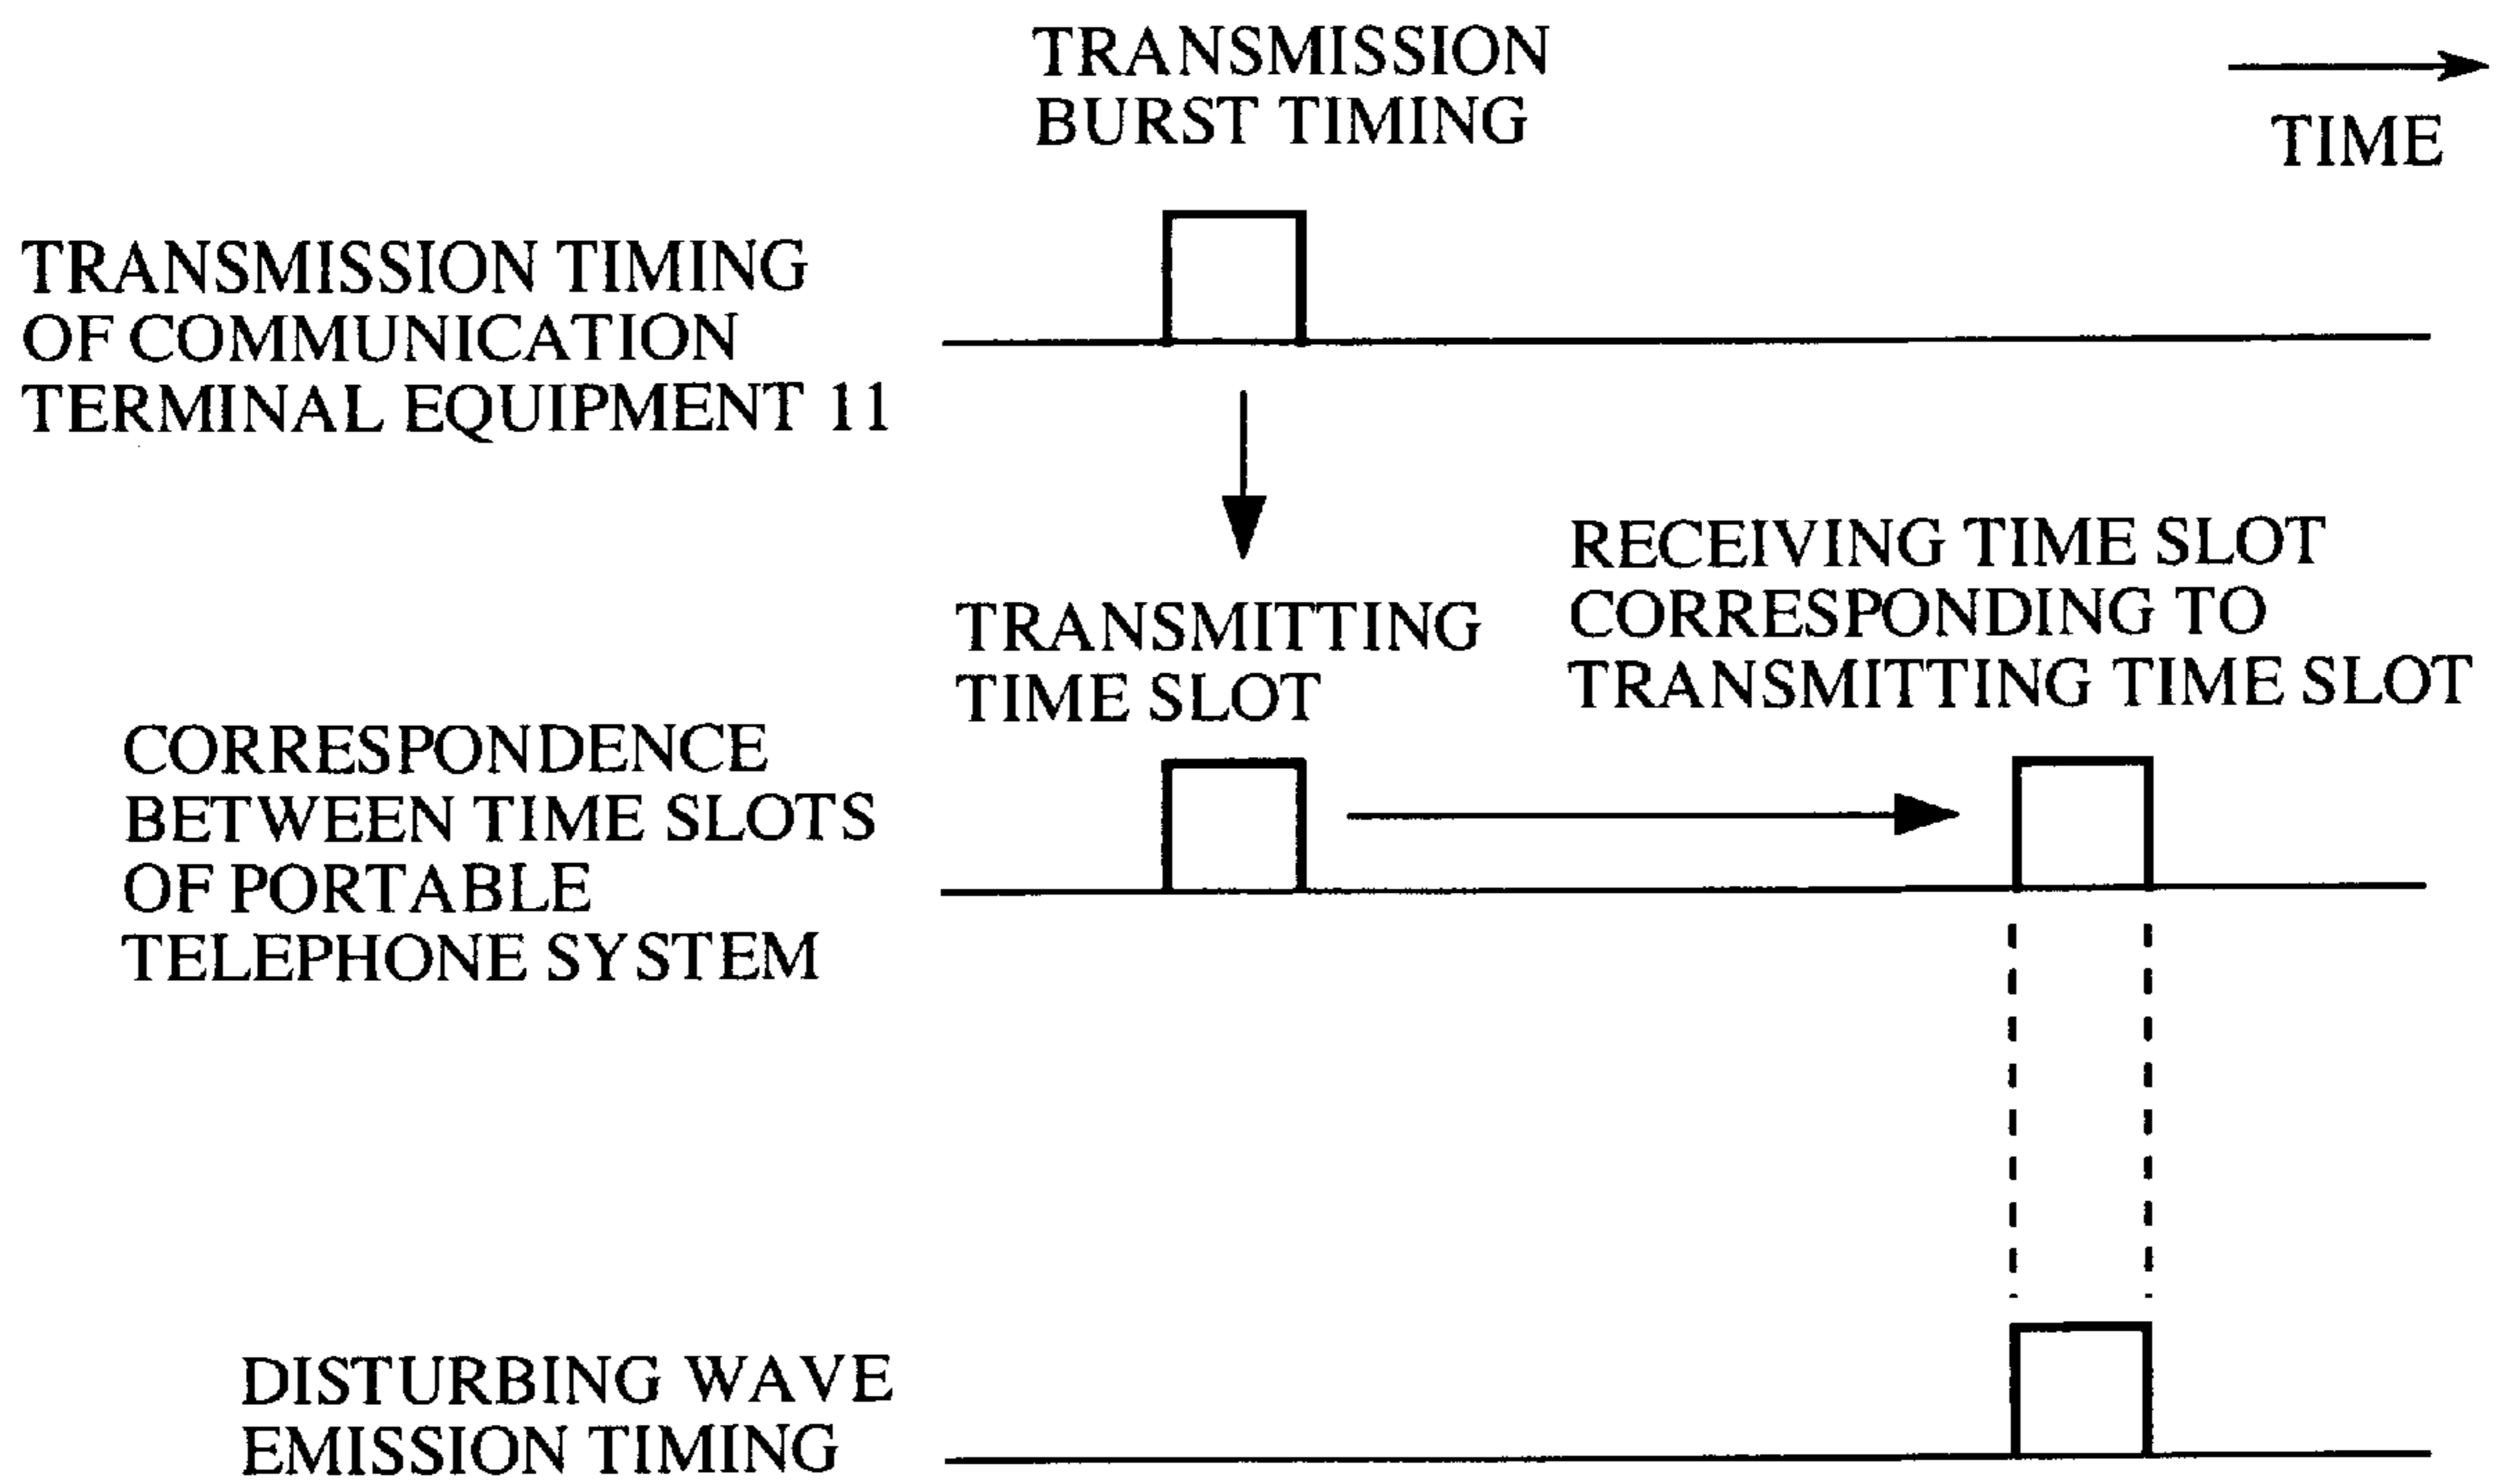 TRANSMISSION
BURST TIMING
TIME
TRANSMISSION TIMING
OF COMMUNICATION
TERMINAL EQUIPMENT 11
TRANSMITTING
TIME SLOT
RECEIVING TIME SLOT
CORRESPONDING TO
TRANSMITTING TIME SLOT
CORRESPONDENCE
BETWEEN TIME SLOTS
OF PORTABLE
TELEPHONE SYSTEM
DISTURBING WAVE
EMISSION TIMING